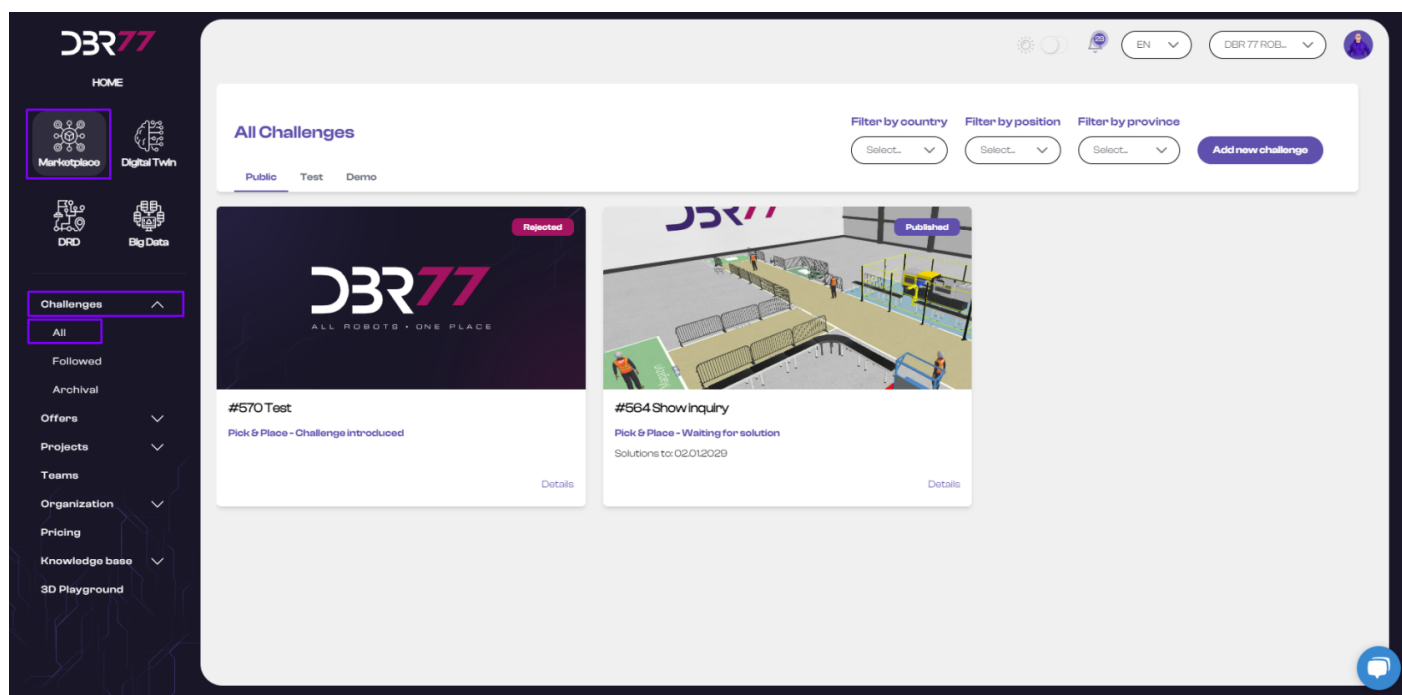 DBR77
HOME
Marketplace
Digital Twin
DRD
Big Data
Challenges
All
Followed
Archival
Offers
Projects
Teams
Organization
Pricing
Knowledge base
3D Playground
23
EN
DBR 77 ROB...
All Challenges
Filter by country
Filter by position
Filter by province
Select...
Select...
Select...
Add new challenge
Public
Test
Demo
Rejected
DBR77
ALL ROBOTS • ONE PLACE
#570 Test
Pick & Place - Challenge introduced
Details
DBR77
Published
#564 Show inquiry
Pick & Place - Waiting for solution
Solutions to: 02.01.2029
Details